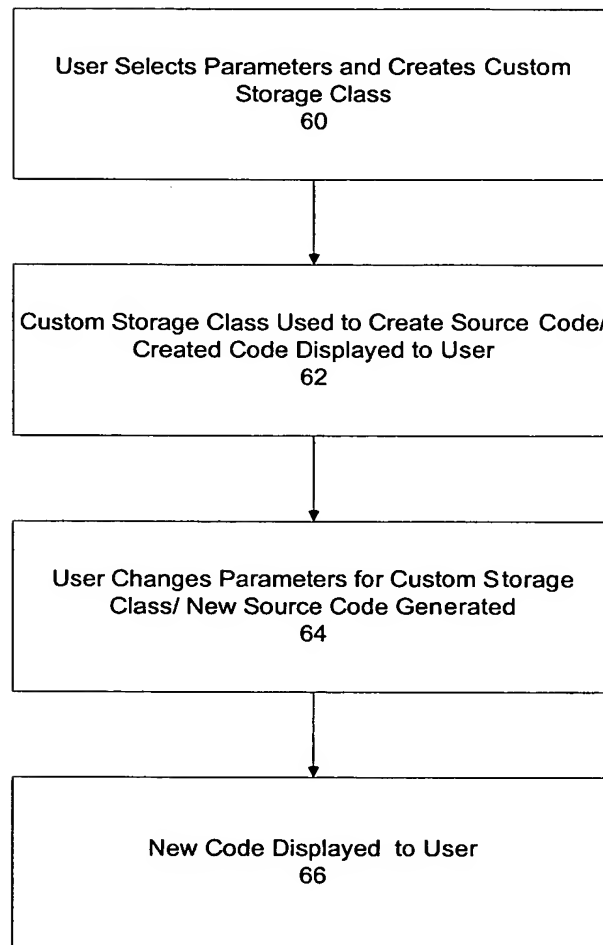 User Selects Parameters and Creates Custom
Storage Class
60
Custom Storage Class Used to Create Source Code/
Created Code Displayed to User
62
User Changes Parameters for Custom Storage
Class/ New Source Code Generated
64
New Code Displayed to User
66